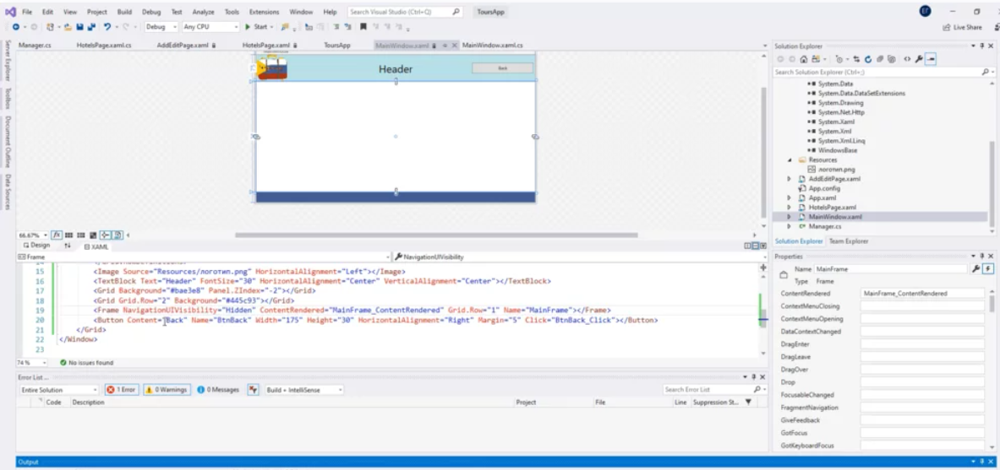 File Edit View Project Build Debug Test Analyze Tools Extensions Window Help Search Visual Studio (Ctrl+Q) ToursApp EF
Debug Any CPU Start Live Share
Manager.cs HotelsPage.xaml.cs AddEditPage.xaml HotelsPage.xaml ToursApp MainWindow.xaml MainWindow.xaml.cs
Server Explorer Toolbox Document Outline Data Sources
Header Back
66.67%
Design XAML
Frame NavigationUIVisibility
14
15 <Image Source="Resources/логотип.png" HorizontalAlignment="Left"></Image>
16 <TextBlock Text="Header" FontSize="30" HorizontalAlignment="Center" VerticalAlignment="Center"></TextBlock>
17 <Grid Background="#bae3e8" Panel.ZIndex="-2"></Grid>
18 <Grid Grid.Row="2" Background="#445c93"></Grid>
19 <Frame NavigationUIVisibility="Hidden" ContentRendered="MainFrame_ContentRendered" Grid.Row="1" Name="MainFrame"></Frame>
20 <Button Content="Back" Name="BtnBack" Width="175" Height="30" HorizontalAlignment="Right" Margin="5" Click="BtnBack_Click"></Button>
21 </Grid>
22 </Window>
23
74 % No issues found
Error List ...
Entire Solution 1 Error 0 Warnings 0 Messages Build + IntelliSense Search Error List
Code Description Project File Line Suppression St...
Output
Solution Explorer
Search Solution Explorer (Ctrl+;)
System.Data
System.Data.DataSetExtensions
System.Drawing
System.Net.Http
System.Xaml
System.Xml
System.Xml.Linq
WindowsBase
Resources
логотип.png
AddEditPage.xaml
App.config
App.xaml
HotelsPage.xaml
MainWindow.xaml
Manager.cs
Solution Explorer Team Explorer
Properties
Name MainFrame
Type Frame
ContentRendered MainFrame_ContentRendered
ContextMenuClosing
ContextMenuOpening
DataContextChanged
DragEnter
DragLeave
DragOver
Drop
FocusableChanged
FragmentNavigation
GiveFeedback
GotFocus
GotKeyboardFocus